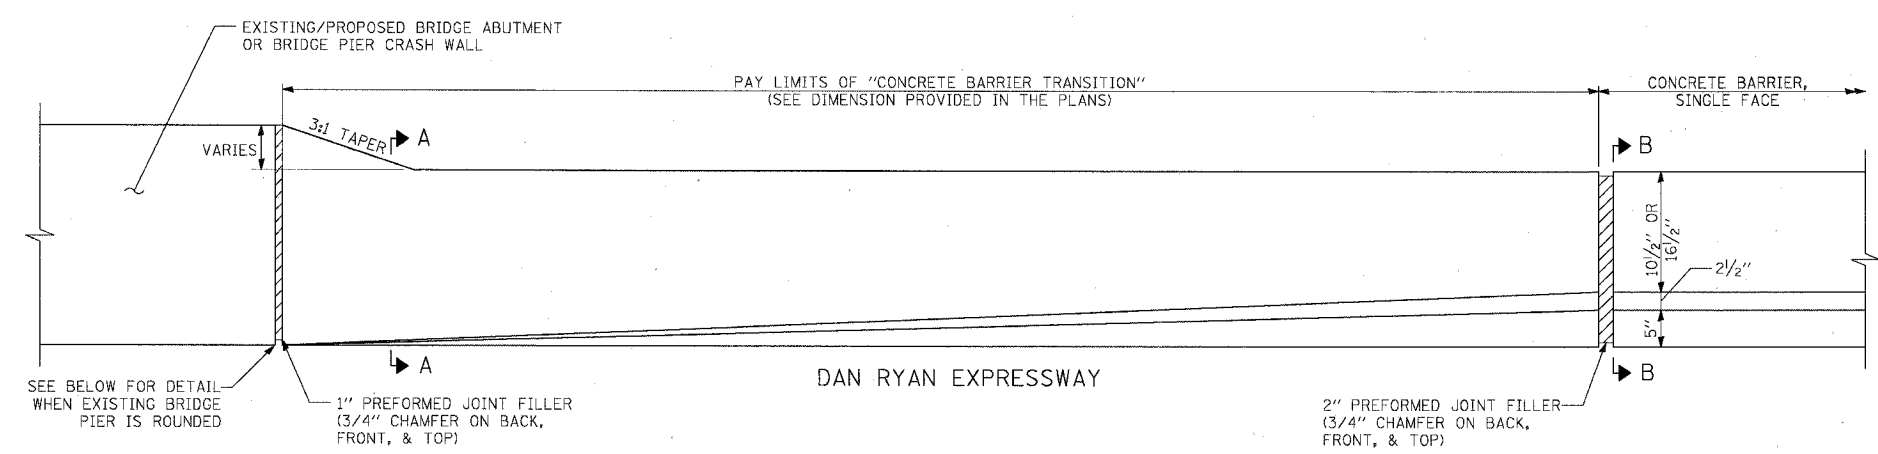 EXISTING/PROPOSED BRIDGE ABUTMENT
OR BRIDGE PIER CRASH WALL
PAY LIMITS OF "CONCRETE BARRIER TRANSITION"
(SEE DIMENSION PROVIDED IN THE PLANS)
CONCRETE BARRIER,
SINGLE FACE
3:1 TAPER
A
B
VARIES
10½" OR
16½"
2½"
5"
A
B
DAN RYAN EXPRESSWAY
SEE BELOW FOR DETAIL
WHEN EXISTING BRIDGE
PIER IS ROUNDED
1" PREFORMED JOINT FILLER
(3/4" CHAMFER ON BACK,
FRONT, & TOP)
2" PREFORMED JOINT FILLER
(3/4" CHAMFER ON BACK,
FRONT, & TOP)